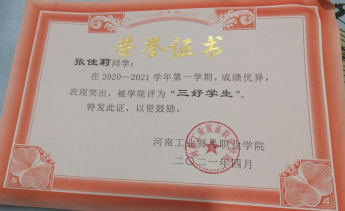 荣誉证书
张佳莉同学：
在2020—2021学年第一学期，成绩优异，
表现突出，被学院评为“三好学生”。
特发此证，以资鼓励。
河南工业贸易职业学院
二〇二一年四月